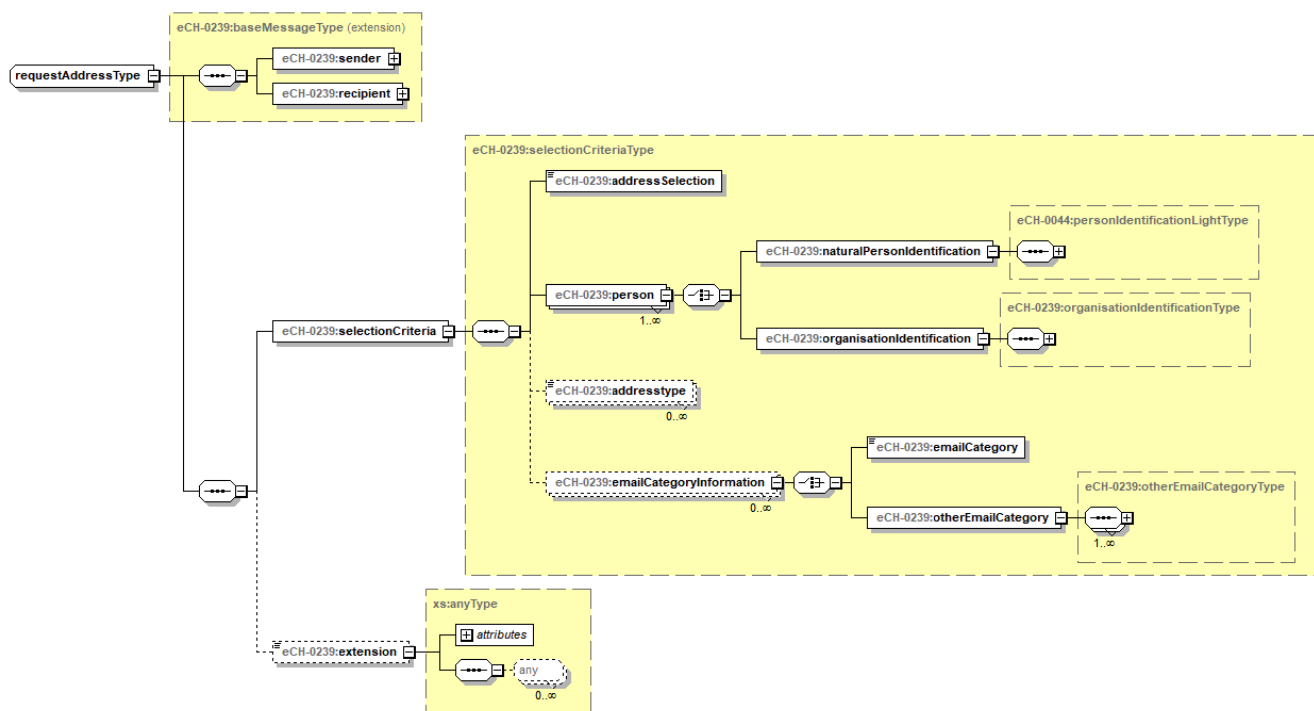 eCH-0239:baseMessageType (extension)
eCH-0239:sender
requestAddressType
eCH-0239:recipient
eCH-0239:selectionCriteriaType
eCH-0239:addressSelection
eCH-0044:personIdentificationLightType
eCH-0239:naturalPersonIdentification
eCH-0239:person
1..∞
eCH-0239:organisationIdentificationType
eCH-0239:selectionCriteria
eCH-0239:organisationIdentification
eCH-0239:addresstype
0..∞
eCH-0239:emailCategory
eCH-0239:emailCategoryInformation
0..∞
eCH-0239:otherEmailCategoryType
eCH-0239:otherEmailCategory
1..∞
xs:anyType
attributes
eCH-0239:extension
any
0..∞